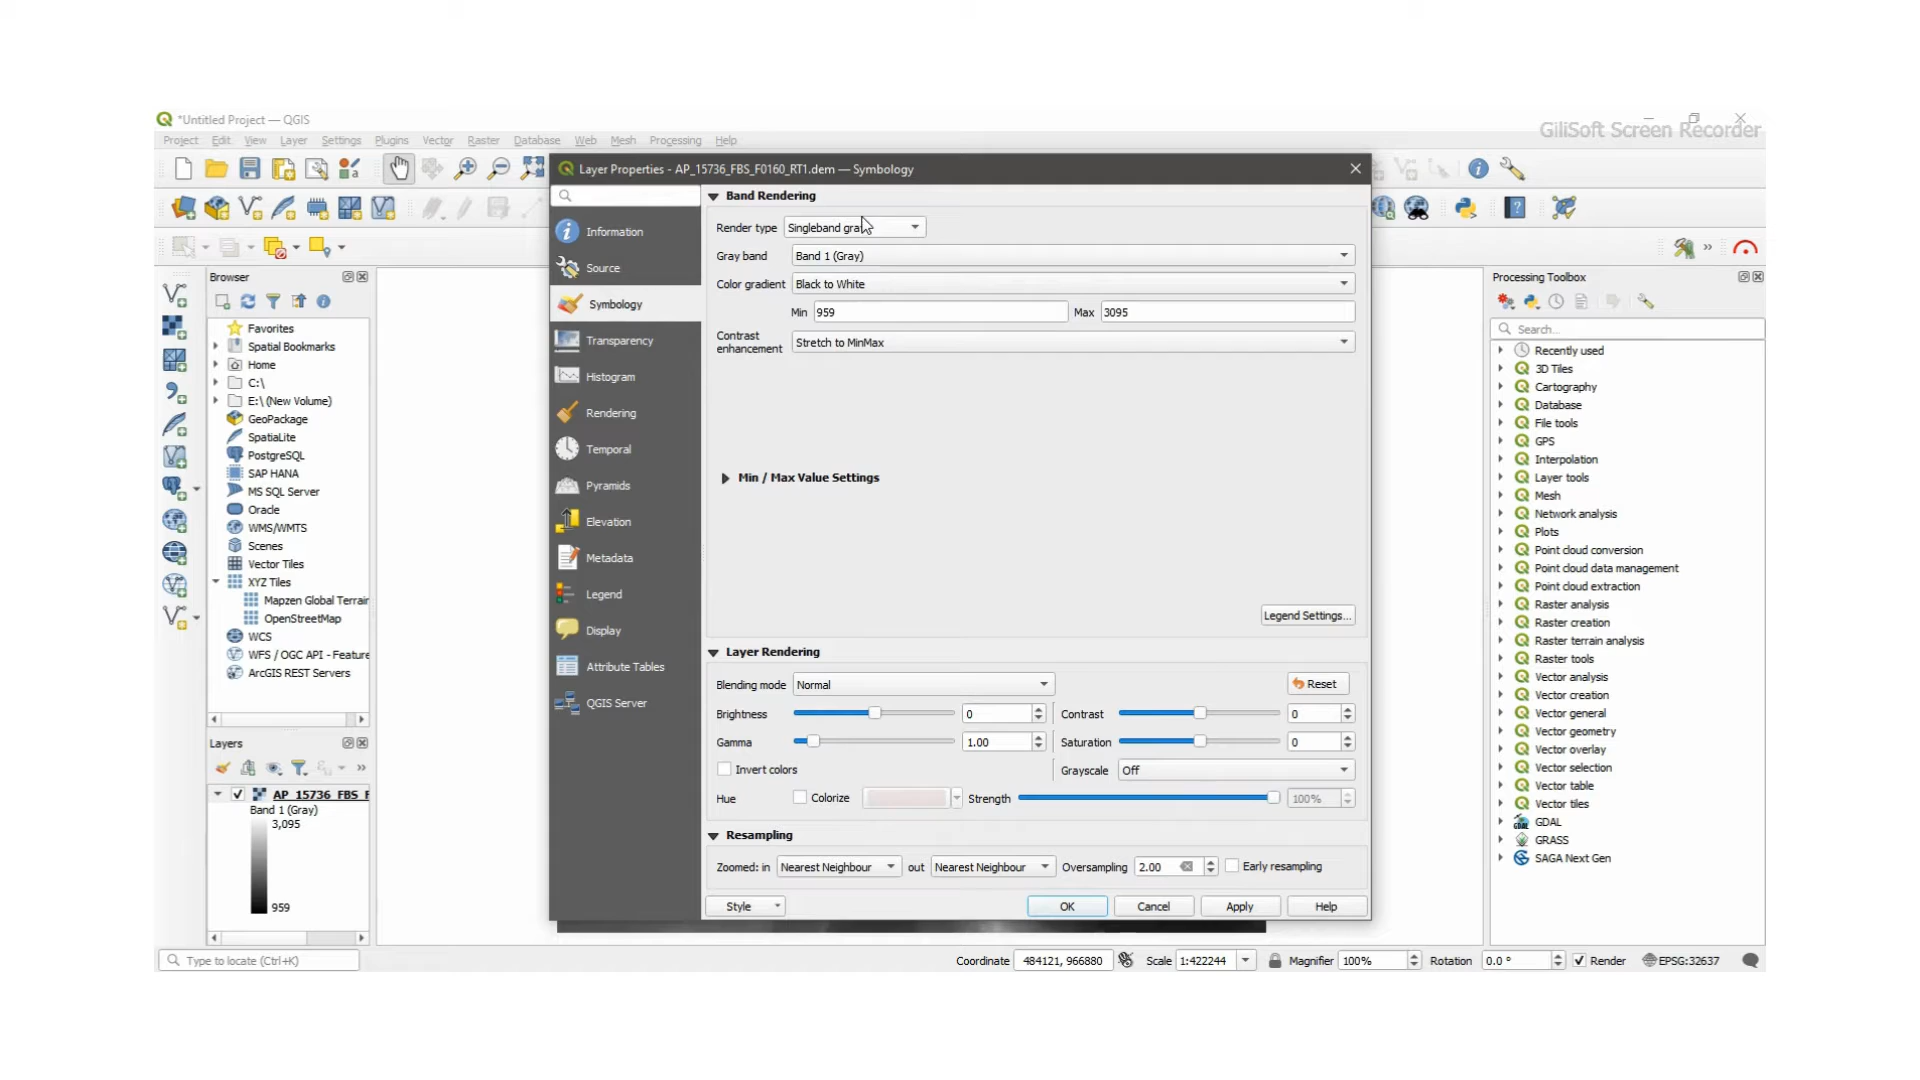 *Untitled Project — QGIS
GiliSoft Screen Recorder
Project Edit View Layer Settings Plugins Vector Raster Database Web Mesh Processing Help
Layer Properties - AP_15736_FBS_F0160_RT1.dem — Symbology
Information
Source
Symbology
Transparency
Histogram
Rendering
Temporal
Pyramids
Elevation
Metadata
Legend
Display
Attribute Tables
QGIS Server
Band Rendering
Render type Singleband gra
Gray band Band 1 (Gray)
Color gradient Black to White
Min 959 Max 3095
Contrast enhancement Stretch to MinMax
Min / Max Value Settings
Legend Settings...
Layer Rendering
Blending mode Normal Reset
Brightness 0 Contrast 0
Gamma 1.00 Saturation 0
Invert colors Grayscale Off
Hue Colorize Strength 100%
Resampling
Zoomed: in Nearest Neighbour out Nearest Neighbour Oversampling 2.00 Early resampling
Style OK Cancel Apply Help
Browser
Favorites
Spatial Bookmarks
Home
C:\
E:\ (New Volume)
GeoPackage
SpatiaLite
PostgreSQL
SAP HANA
MS SQL Server
Oracle
WMS/WMTS
Scenes
Vector Tiles
XYZ Tiles
Mapzen Global Terrain
OpenStreetMap
WCS
WFS / OGC API - Feature
ArcGIS REST Servers
Layers
AP_15736_FBS_F
Band 1 (Gray)
3,095
959
Processing Toolbox
Search...
Recently used
3D Tiles
Cartography
Database
File tools
GPS
Interpolation
Layer tools
Mesh
Network analysis
Plots
Point cloud conversion
Point cloud data management
Point cloud extraction
Raster analysis
Raster creation
Raster terrain analysis
Raster tools
Vector analysis
Vector creation
Vector general
Vector geometry
Vector overlay
Vector selection
Vector table
Vector tiles
GDAL
GRASS
SAGA Next Gen
Type to locate (Ctrl+K) Coordinate 484121, 966880 Scale 1:422244 Magnifier 100% Rotation 0.0 ° Render EPSG:32637